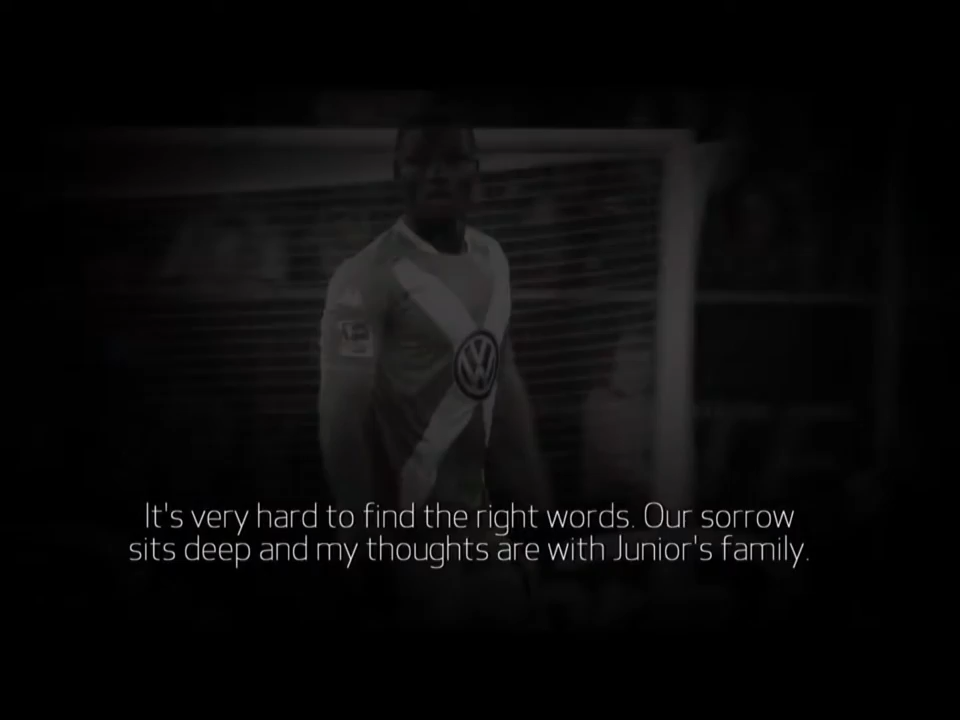 It's very hard to find the right words. Our sorrow
sits deep and my thoughts are with Junior's family.